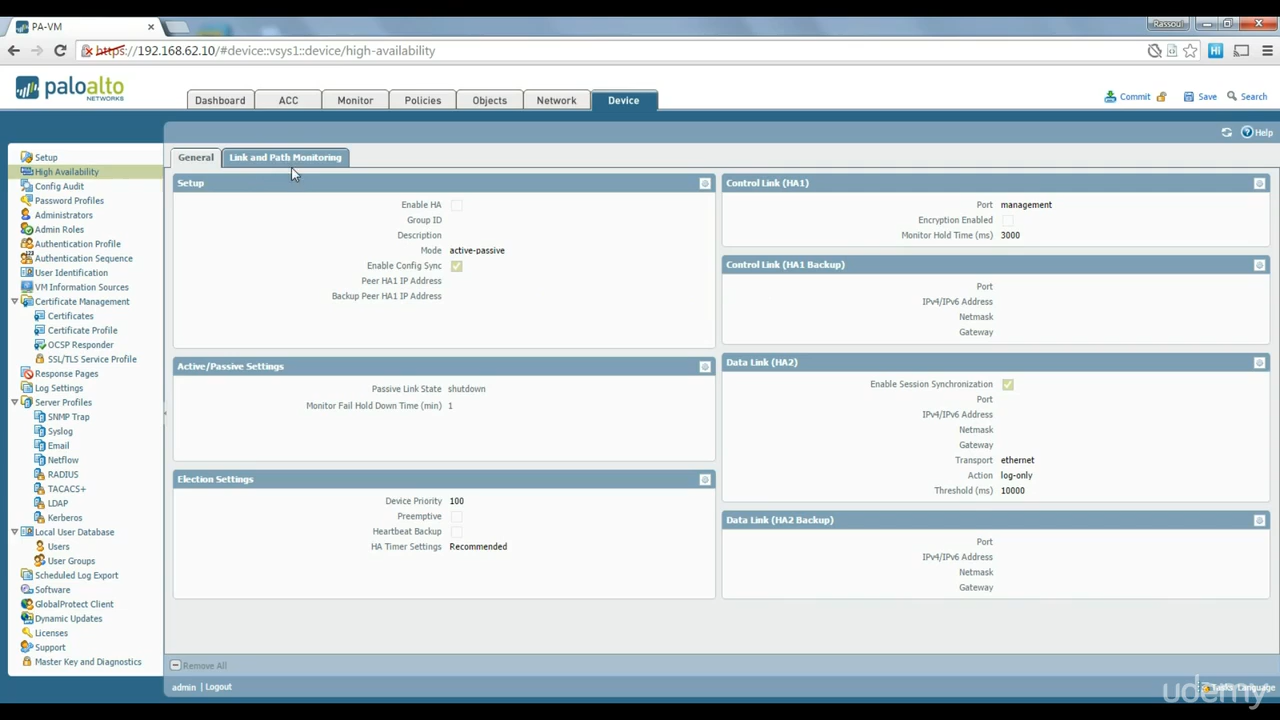 PA-VM
Rassoul
https://192.168.62.10/#device::vsys1::device/high-availability
paloalto
NETWORKS
Dashboard
ACC
Monitor
Policies
Objects
Network
Device
Commit
Save
Search
Help
Setup
High Availability
Config Audit
Password Profiles
Administrators
Admin Roles
Authentication Profile
Authentication Sequence
User Identification
VM Information Sources
Certificate Management
Certificates
Certificate Profile
OCSP Responder
SSL/TLS Service Profile
Response Pages
Log Settings
Server Profiles
SNMP Trap
Syslog
Email
Netflow
RADIUS
TACACS+
LDAP
Kerberos
Local User Database
Users
User Groups
Scheduled Log Export
Software
GlobalProtect Client
Dynamic Updates
Licenses
Support
Master Key and Diagnostics
General
Link and Path Monitoring
Setup
Enable HA
Group ID
Description
Mode active-passive
Enable Config Sync
Peer HA1 IP Address
Backup Peer HA1 IP Address
Active/Passive Settings
Passive Link State shutdown
Monitor Fail Hold Down Time (min) 1
Election Settings
Device Priority 100
Preemptive
Heartbeat Backup
HA Timer Settings Recommended
Control Link (HA1)
Port management
Encryption Enabled
Monitor Hold Time (ms) 3000
Control Link (HA1 Backup)
Port
IPv4/IPv6 Address
Netmask
Gateway
Data Link (HA2)
Enable Session Synchronization
Port
IPv4/IPv6 Address
Netmask
Gateway
Transport ethernet
Action log-only
Threshold (ms) 10000
Data Link (HA2 Backup)
Port
IPv4/IPv6 Address
Netmask
Gateway
Remove All
admin | Logout
Tasks Language
udemy